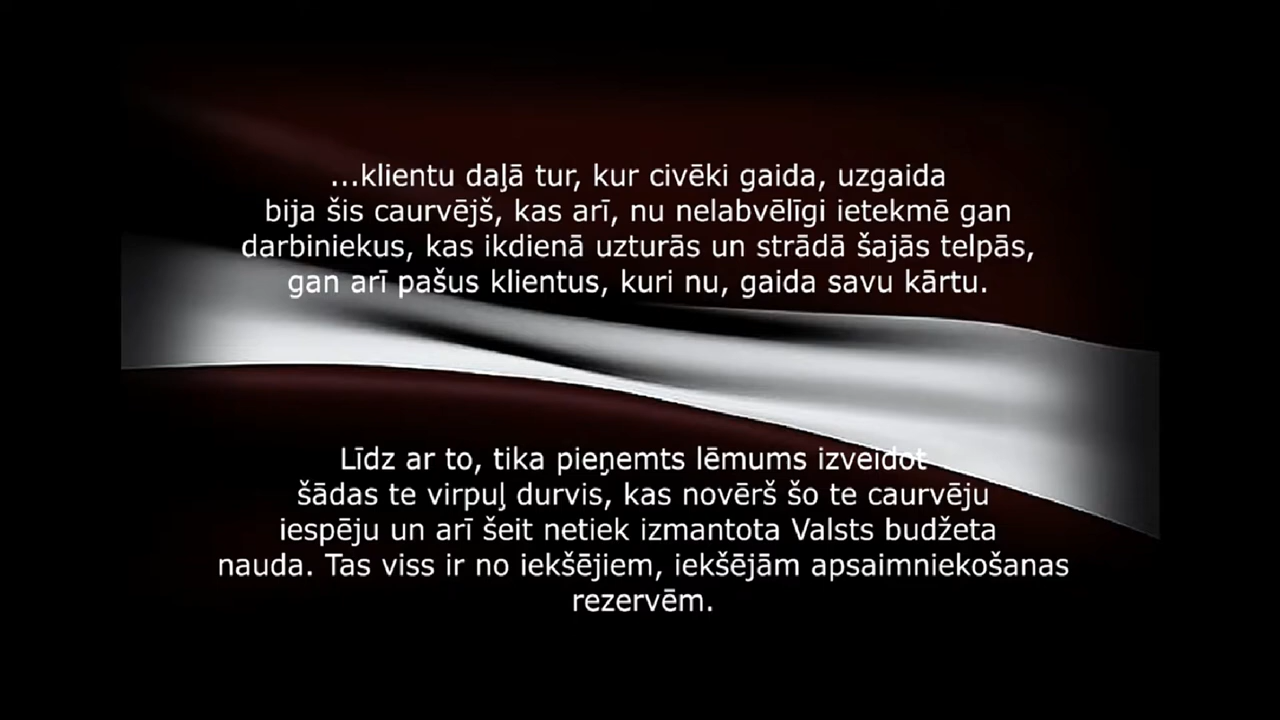 ...klientu daļā tur, kur civēki gaida, uzgaida
bija šis caurvējš, kas arī, nu nelabvēlīgi ietekmē gan
darbiniekus, kas ikdienā uzturās un strādā šajās telpās,
gan arī pašus klientus, kuri nu, gaida savu kārtu.
Līdz ar to, tika pieņemts lēmums izveidot
šādas te virpuļ durvis, kas novērš šo te caurvēju
iespēju un arī šeit netiek izmantota Valsts budžeta
nauda. Tas viss ir no iekšējiem, iekšējām apsaimniekošanas
rezervēm.